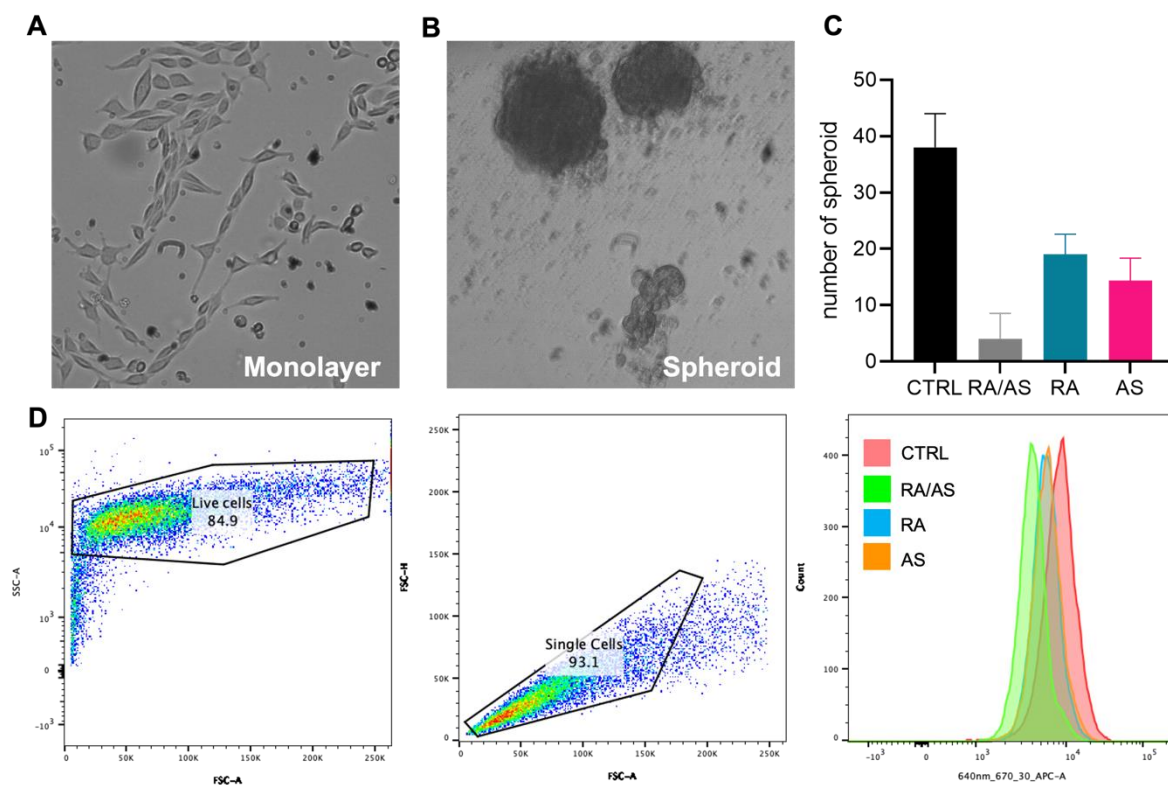 A
B
C
Monolayer
Spheroid
number of spheroid
50
40
30
20
10
0
CTRL RA/AS RA AS
D
SSC-A
10^5
10^4
10^3
0
-10^3
Live cells
84.9
0 50K 100K 150K 200K 250K
FSC-A
FSC-H
250K
200K
150K
100K
50K
0
Single Cells
93.1
0 50K 100K 150K 200K 250K
FSC-A
Count
400
300
200
100
0
CTRL
RA/AS
RA
AS
-10^3 0 10^3 10^4 10^5
640nm_670_30_APC-A